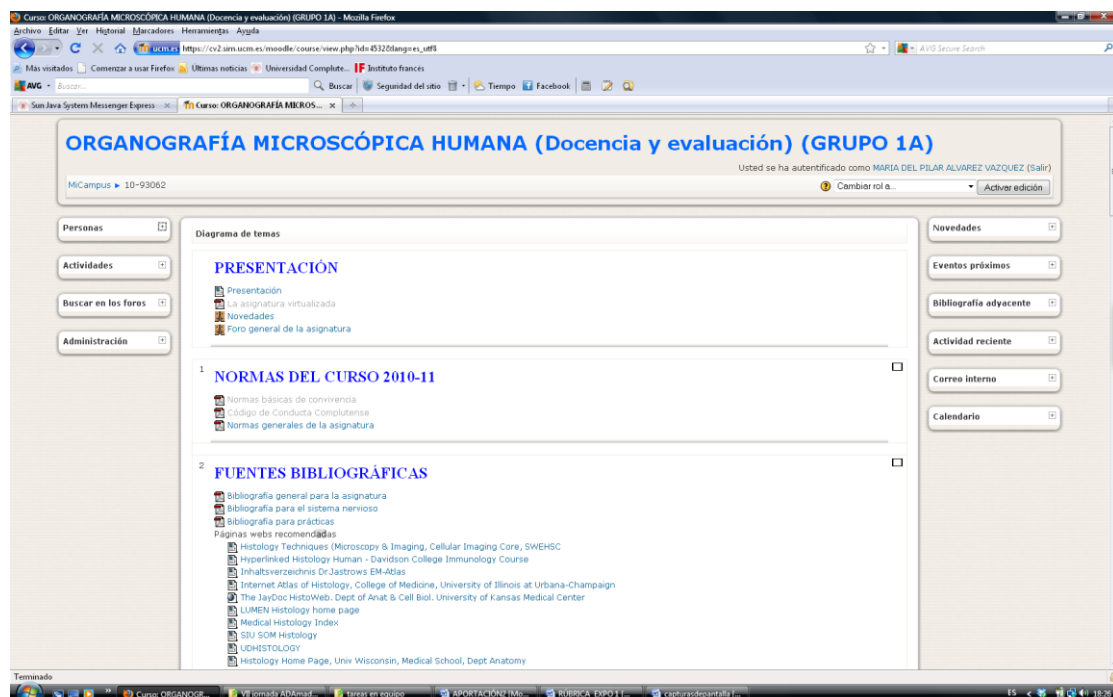 Curso: ORGANOGRAFÍA MICROSCÓPICA HUMANA (Docencia y evaluación) (GRUPO 1A) - Mozilla Firefox
Archivo Editar Ver Historial Marcadores Herramientas Ayuda
ucm.es https://cv2.sim.ucm.es/moodle/course/view.php?id=4532&lang=es_utf8
AVG Secure Search
Más visitados Comenzar a usar Firefox Últimas noticias Universidad Complute... Instituto francés
AVG Buscar... Buscar Seguridad del sitio Tiempo Facebook
Sun Java System Messenger Express Curso: ORGANOGRAFÍA MICROS...
ORGANOGRAFÍA MICROSCÓPICA HUMANA (Docencia y evaluación) (GRUPO 1A)
Usted se ha autentificado como MARIA DEL PILAR ALVAREZ VAZQUEZ (Salir)
MiCampus ► 10-93062
Cambiar rol a... Activar edición
Personas
Actividades
Buscar en los foros
Administración
Diagrama de temas
PRESENTACIÓN
Presentación
La asignatura virtualizada
Novedades
Foro general de la asignatura
1
NORMAS DEL CURSO 2010-11
Normas básicas de convivencia
Código de Conducta Complutense
Normas generales de la asignatura
2
FUENTES BIBLIOGRÁFICAS
Bibliografía general para la asignatura
Bibliografía para el sistema nervioso
Bibliografía para prácticas
Páginas webs recomendadas
Histology Techniques (Microscopy & Imaging, Cellular Imaging Core, SWEHSC
Hyperlinked Histology Human - Davidson College Immunology Course
Inhaltsverzeichnis Dr.Jastrows EM-Atlas
Internet Atlas of Histology, College of Medicine, University of Illinois at Urbana-Champaign
The JayDoc HistoWeb. Dept of Anat & Cell Biol. University of Kansas Medical Center
LUMEN Histology home page
Medical Histology Index
SIU SOM Histology
UDHISTOLOGY
Histology Home Page, Univ Wisconsin, Medical School, Dept Anatomy
Novedades
Eventos próximos
Bibliografía adyacente
Actividad reciente
Correo interno
Calendario
Terminado
Curso: ORGANOGR... VII jornada ADAmad... tareas en equipo APORTACIÓN2 [Mo... RÚBRICA_EXPO1 [... capturasdepantalla [... ES 18:26